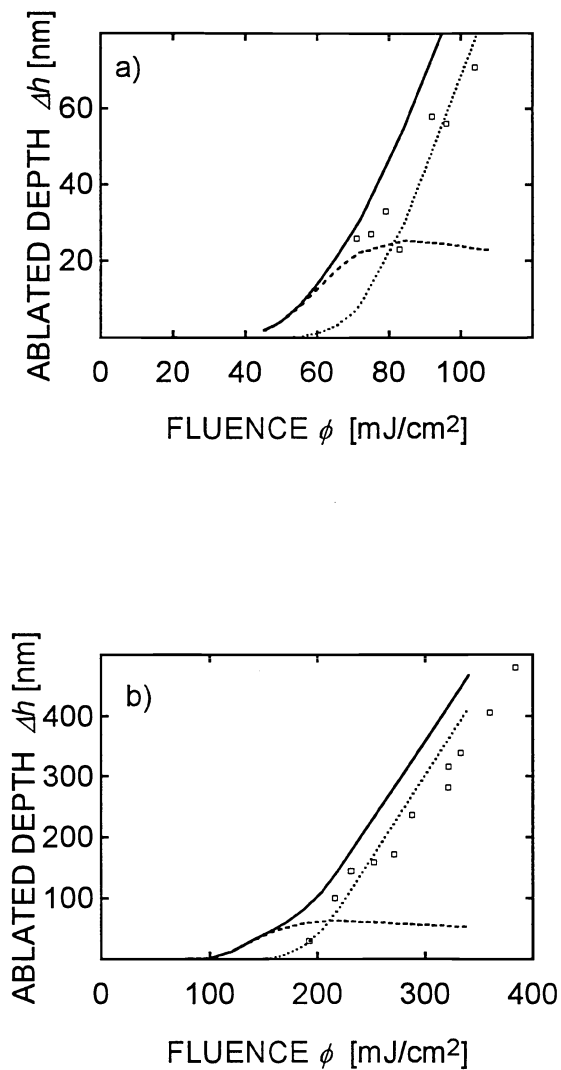 a)
ABLATED DEPTH Δh [nm]
60
40
20
0 20 40 60 80 100
FLUENCE ϕ [mJ/cm²]
b)
ABLATED DEPTH Δh [nm]
400
300
200
100
0 100 200 300 400
FLUENCE ϕ [mJ/cm²]